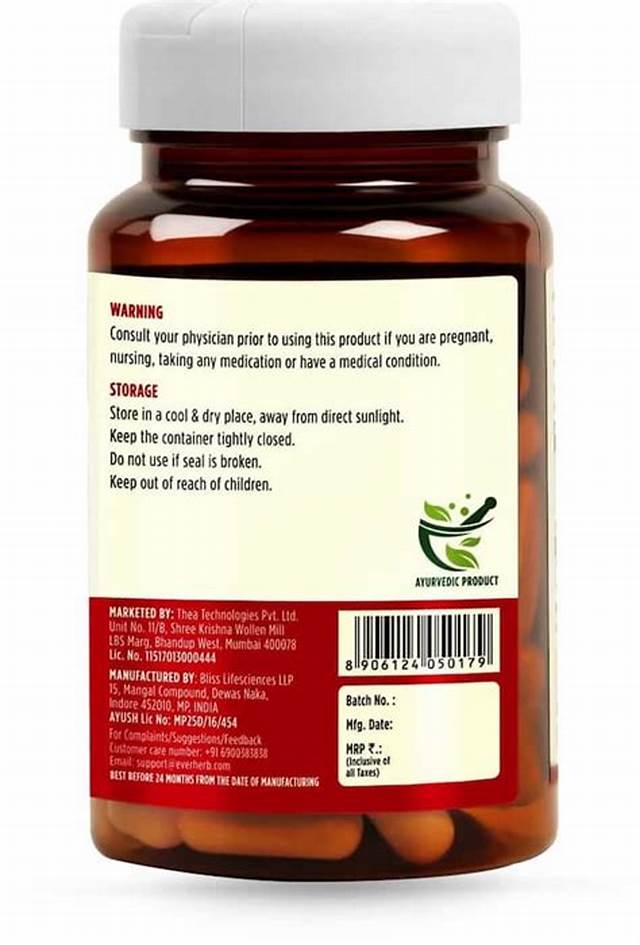 WARNING
Consult your physician prior to using this product if you are pregnant,
nursing, taking any medication or have a medical condition.
STORAGE
Store in a cool & dry place, away from direct sunlight.
Keep the container tightly closed.
Do not use if seal is broken.
Keep out of reach of children.
AYURVEDIC PRODUCT
MARKETED BY: Thea Technologies Pvt. Ltd.
Unit No. 11/B, Shree Krishna Wollen Mill
LBS Marg, Bhandup West, Mumbai 400078
Lic. No. 11517013000444
MANUFACTURED BY: Bliss Lifesciences LLP
15, Mangal Compound, Dewas Naka,
Indore 452010, MP, INDIA
AYUSH Lic No: MP25D/16/454
For Complaints/Suggestions/Feedback
Customer care number: +91 6900383838
Email: support@everherb.com
BEST BEFORE 24 MONTHS FROM THE DATE OF MANUFACTURING
8 906124 050179
Batch No. :
Mfg. Date:
MRP ₹.:
(Inclusive of
all Taxes)